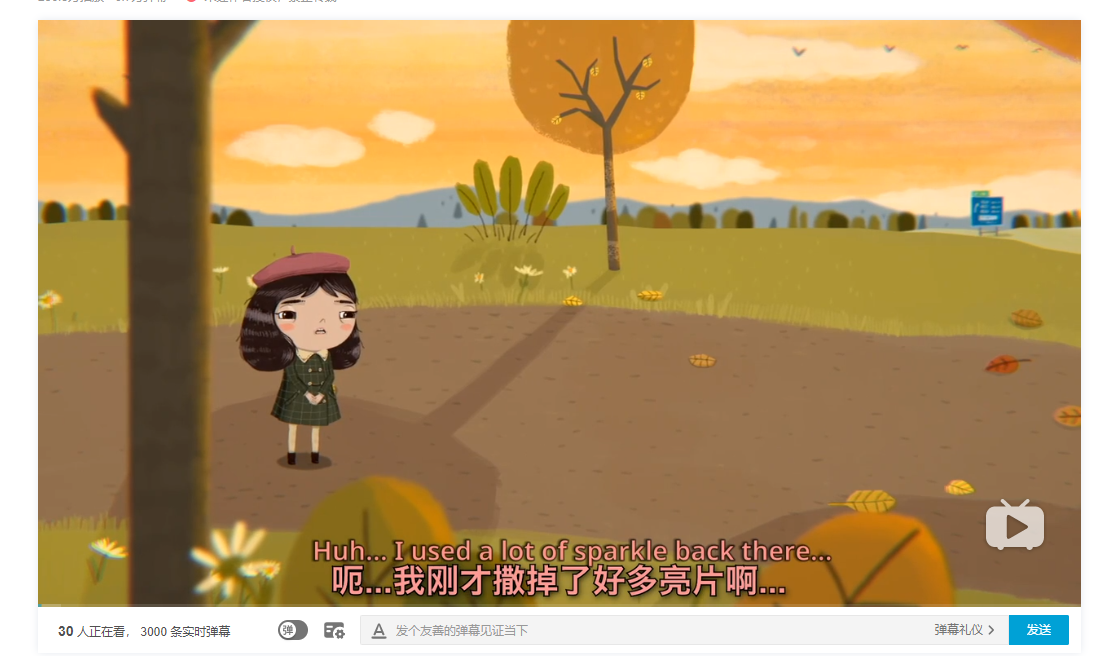 Huh... I used a lot of sparkle back there...
呃...我刚才撒掉了好多亮片啊...
30 人正在看， 3000 条实时弹幕
弹
A 发个友善的弹幕见证当下
弹幕礼仪 >
发送